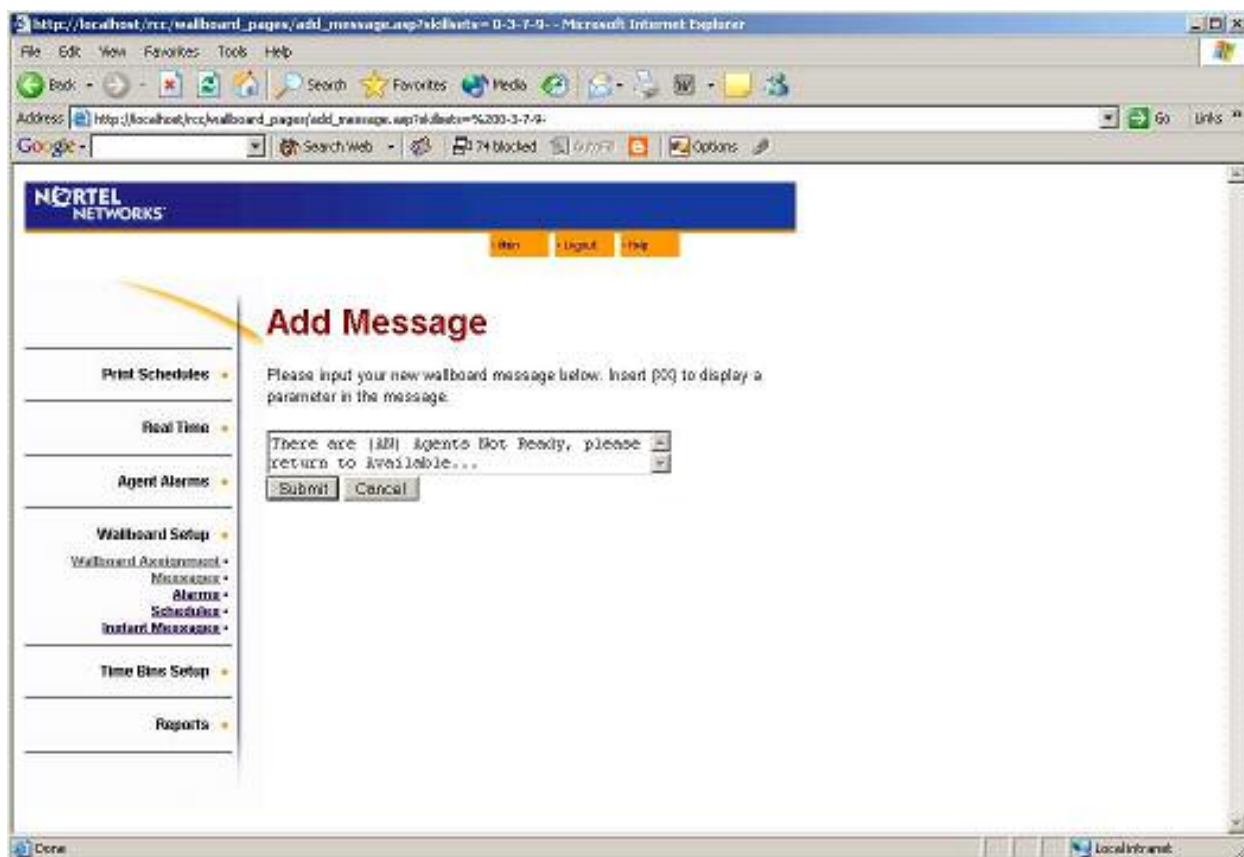 http://localhost/rcc/wallboard_pages/add_message.asp?skillsets= 0-3-7-9- - Microsoft Internet Explorer
File Edit View Favorites Tools Help
Back Search Favorites Media
Address http://localhost/rcc/wallboard_pages/add_message.asp?skillsets=%200-3-7-9- Go Links »
Google Search Web 74 blocked AutoFill Options
NORTEL
NETWORKS
Main Logout Help
Add Message
Print Schedules
Please input your new wallboard message below. Insert (XX) to display a
parameter in the message.
Real Time
There are (AN) Agents Not Ready, please
return to Available...
Agent Alarms
Submit Cancel
Wallboard Setup
Wallboard Assignment
Messages
Alarms
Schedules
Instant Messages
Time Bins Setup
Reports
Done Local intranet